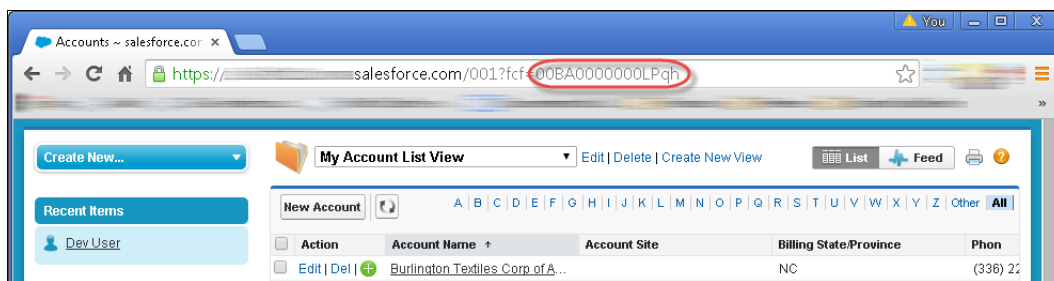 You
Accounts ~ salesforce.cor
https:// salesforce.com/001?fcf=00BA0000000LPqh
Create New...
My Account List View Edit | Delete | Create New View List Feed
New Account A | B | C | D | E | F | G | H | I | J | K | L | M | N | O | P | Q | R | S | T | U | V | W | X | Y | Z | Other All
Recent Items
Dev User
Action Account Name ↑ Account Site Billing State/Province Phon
Edit | Del | Burlington Textiles Corp of A... NC (336) 22